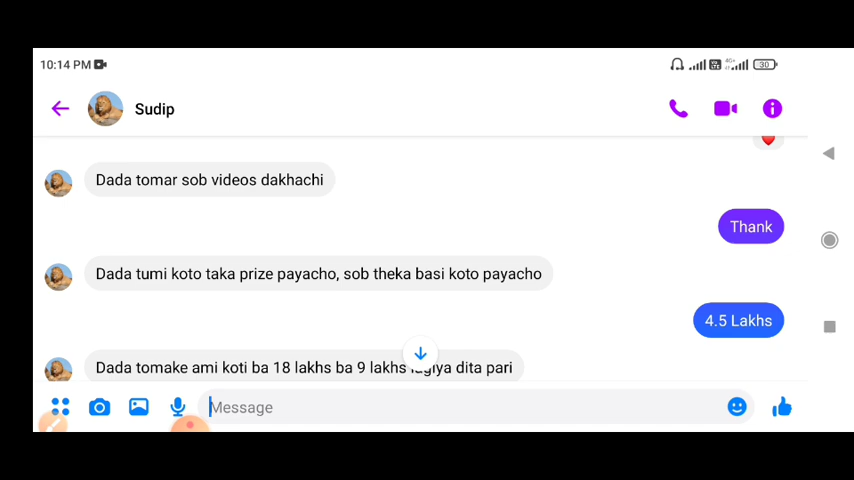 10:14 PM
4G+
30
Sudip
Dada tomar sob videos dakhachi
Thank
Dada tumi koto taka prize payacho, sob theka basi koto payacho
4.5 Lakhs
Dada tomake ami koti ba 18 lakhs ba 9 lakhs lagiya dita pari
Message